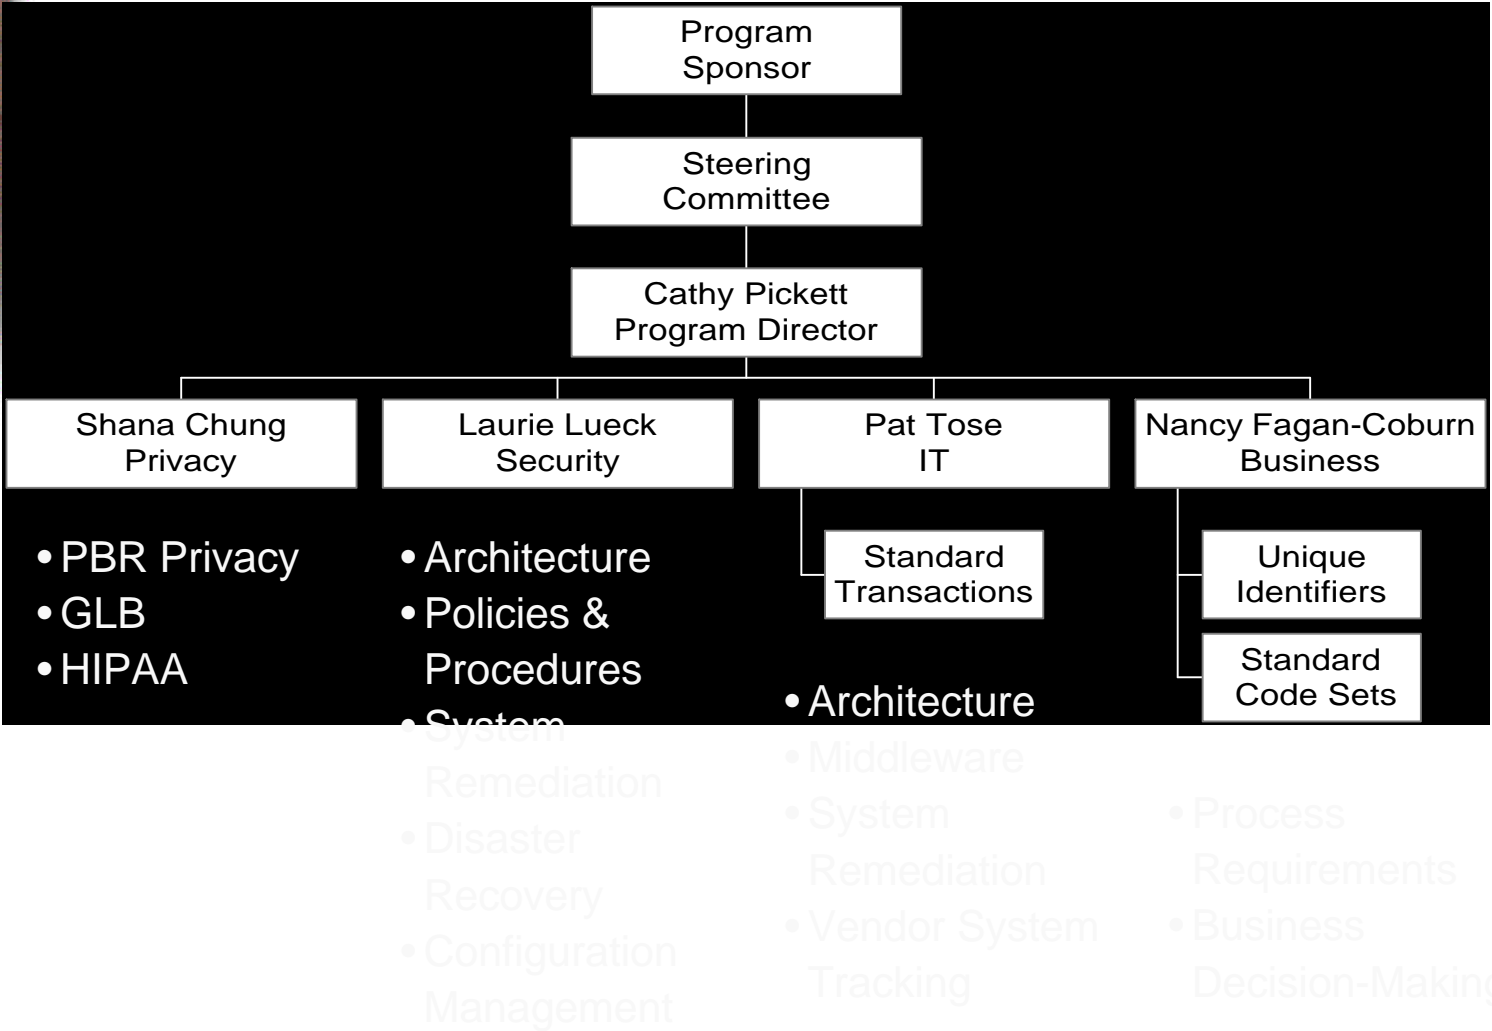 Program
Sponsor
Steering
Committee
Cathy Pickett
Program Director
Shana Chung
Privacy
Laurie Lueck
Security
Pat Tose
IT
Nancy Fagan-Coburn
Business
• PBR Privacy
• GLB
• HIPAA
• Architecture
• Policies &
Procedures
• System
Remediation
• Disaster
Recovery
• Configuration
Management
Standard
Transactions
• Architecture
• Middleware
• System
Remediation
• Vendor System
Tracking
Unique
Identifiers
Standard
Code Sets
• Process
Requirements
• Business
Decision-Making